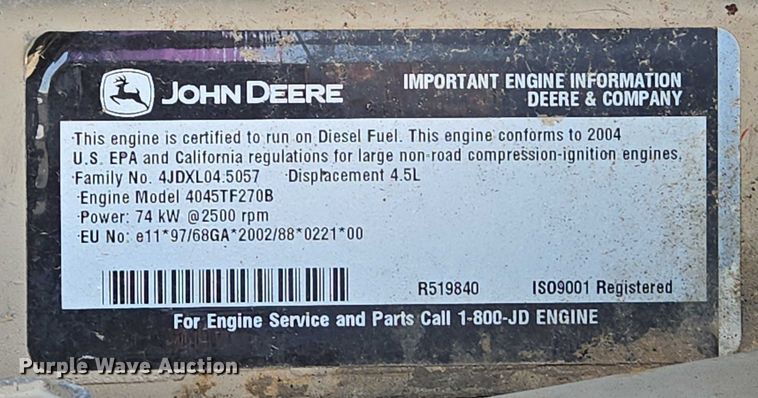 JOHN DEERE
IMPORTANT ENGINE INFORMATION
DEERE & COMPANY
This engine is certified to run on Diesel Fuel. This engine conforms to 2004
U.S. EPA and California regulations for large non-road compression-ignition engines.
Family No. 4JDXL04.5057 Displacement 4.5L
Engine Model 4045TF270B
Power: 74 kW @2500 rpm
EU No: e11*97/68GA*2002/88*0221*00
R519840 ISO9001 Registered
For Engine Service and Parts Call 1-800-JD ENGINE
Purple Wave Auction